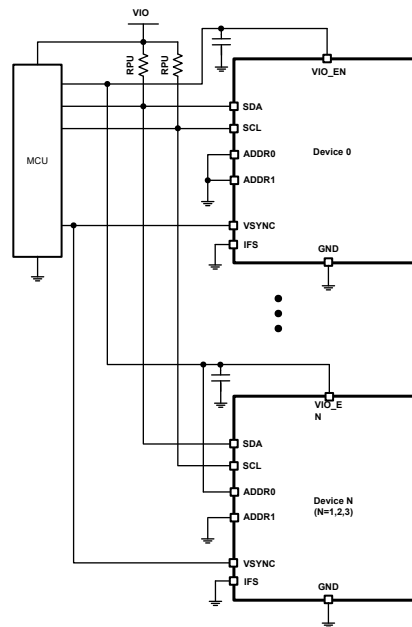 VIO
RPU
RPU
VIO_EN
SDA
SCL
MCU
ADDR0
Device 0
ADDR1
VSYNC
IFS
GND
VIO_E
N
SDA
SCL
ADDR0
Device N
(N=1,2,3)
ADDR1
VSYNC
IFS
GND